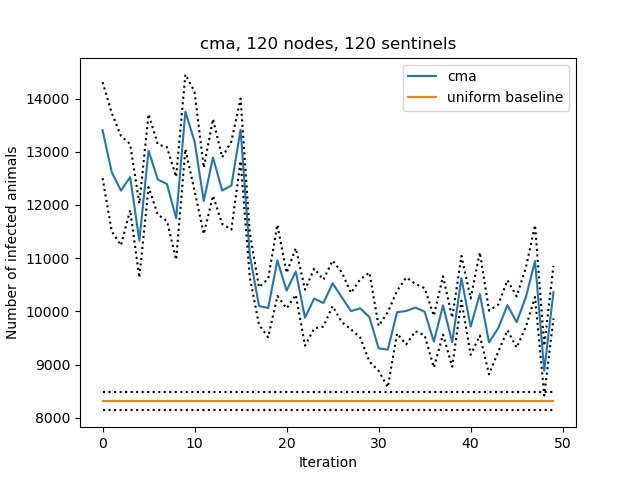 cma, 120 nodes, 120 sentinels
cma
uniform baseline
14000
13000
12000
11000
10000
9000
8000
Number of infected animals
0
10
20
30
40
50
Iteration